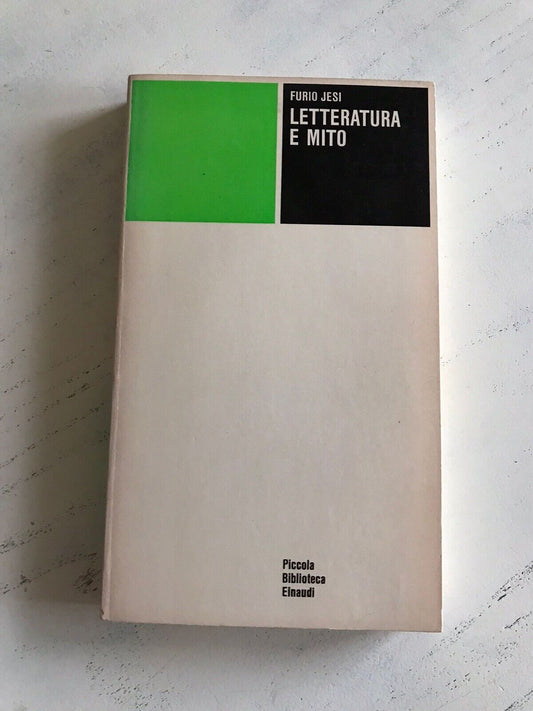 FURIO JESI
LETTERATURA
E MITO
Piccola
Biblioteca
Einaudi